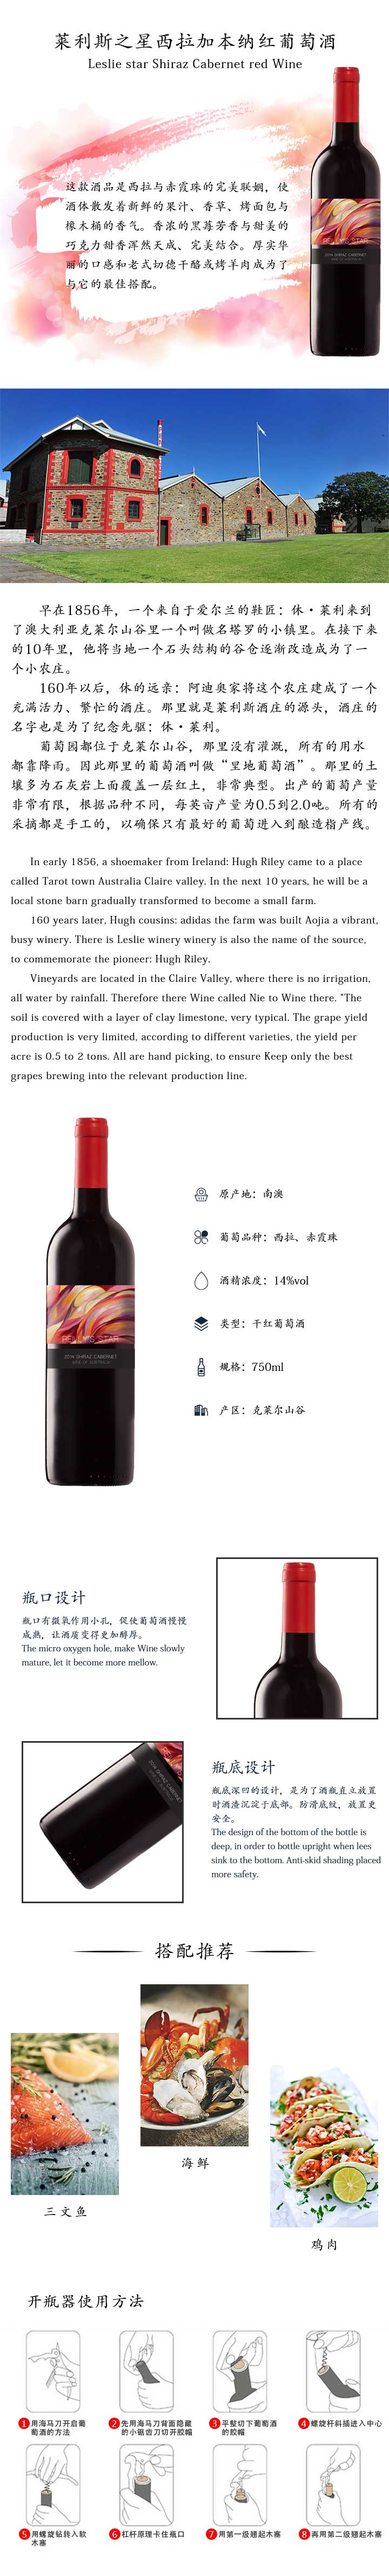 莱利斯之星西拉加本纳红葡萄酒
Leslie star Shiraz Cabernet red Wine
这款酒品是西拉与赤霞珠的完美联姻，使
酒体散发着新鲜的果汁、香草、烤面包与
橡木桶的香气。香浓的黑莓芳香与甜美的
巧克力甜香浑然天成、完美结合。厚实华
丽的口感和老式切德干酪或烤羊肉成为了
与它的最佳搭配。
REILLY'S STAR
2014 SHIRAZ CABERNET
WINE OF AUSTRALIA
早在1856年，一个来自于爱尔兰的鞋匠：休·莱利来到
了澳大利亚克莱尔山谷里一个叫做名塔罗的小镇里。在接下来
的10年里，他将当地一个石头结构的谷仓逐渐改造成为了一
个小农庄。
160年以后，休的远亲：阿迪奥家将这个农庄建成了一个
充满活力、繁忙的酒庄。那里就是莱利斯酒庄的源头，酒庄的
名字也是为了纪念先驱：休·莱利。
葡萄园都位于克莱尔山谷，那里没有灌溉，所有的用水
都靠降雨。因此那里的葡萄酒叫做“里地葡萄酒”。那里的土
壤多为石灰岩上面覆盖一层红土，非常典型。出产的葡萄产量
非常有限，根据品种不同，每英亩产量为0.5到2.0吨。所有的
采摘都是手工的，以确保只有最好的葡萄进入到酿造指产线。
In early 1856, a shoemaker from Ireland: Hugh Riley came to a place
called Tarot town Australia Claire valley. In the next 10 years, he will be a
local stone barn gradually transformed to become a small farm.
160 years later, Hugh cousins: adidas the farm was built Aojia a vibrant,
busy winery. There is Leslie winery winery is also the name of the source,
to commemorate the pioneer: Hugh Riley.
Vineyards are located in the Claire Valley, where there is no irrigation,
all water by rainfall. Therefore there Wine called Nie to Wine there. "The
soil is covered with a layer of clay limestone, very typical. The grape yield
production is very limited, according to different varieties, the yield per
acre is 0.5 to 2 tons. All are hand picking, to ensure Keep only the best
grapes brewing into the relevant production line.
原产地：南澳
葡萄品种：西拉、赤霞珠
酒精浓度：14%vol
类型：干红葡萄酒
规格：750ml
产区：克莱尔山谷
REILLY'S STAR
2014 SHIRAZ CABERNET
WINE OF AUSTRALIA
瓶口设计
瓶口有微氧作用小孔，促使葡萄酒慢慢
成熟，让酒质变得更加醇厚。
The micro oxygen hole, make Wine slowly
mature, let it become more mellow.
2014 SHIRAZ CABERNET
WINE OF AUSTRALIA
瓶底设计
瓶底深凹的设计，是为了酒瓶直立放置
时酒渣沉淀于底部。防滑底纹，放置更
安全。
The design of the bottom of the bottle is
deep, in order to bottle upright when lees
sink to the bottom. Anti-skid shading placed
more safety.
搭配推荐
海鲜
三文鱼
鸡肉
开瓶器使用方法
1 用海马刀开启葡
萄酒的方法
2 先用海马刀背面隐藏
的小锯齿刀切开胶帽
3 平整切下葡萄酒
的胶帽
4 螺旋杆斜插进入中心
5 用螺旋钻转入软
木塞
6 杠杆原理卡住瓶口
7 用第一级翘起木塞
8 再用第二级翘起木塞